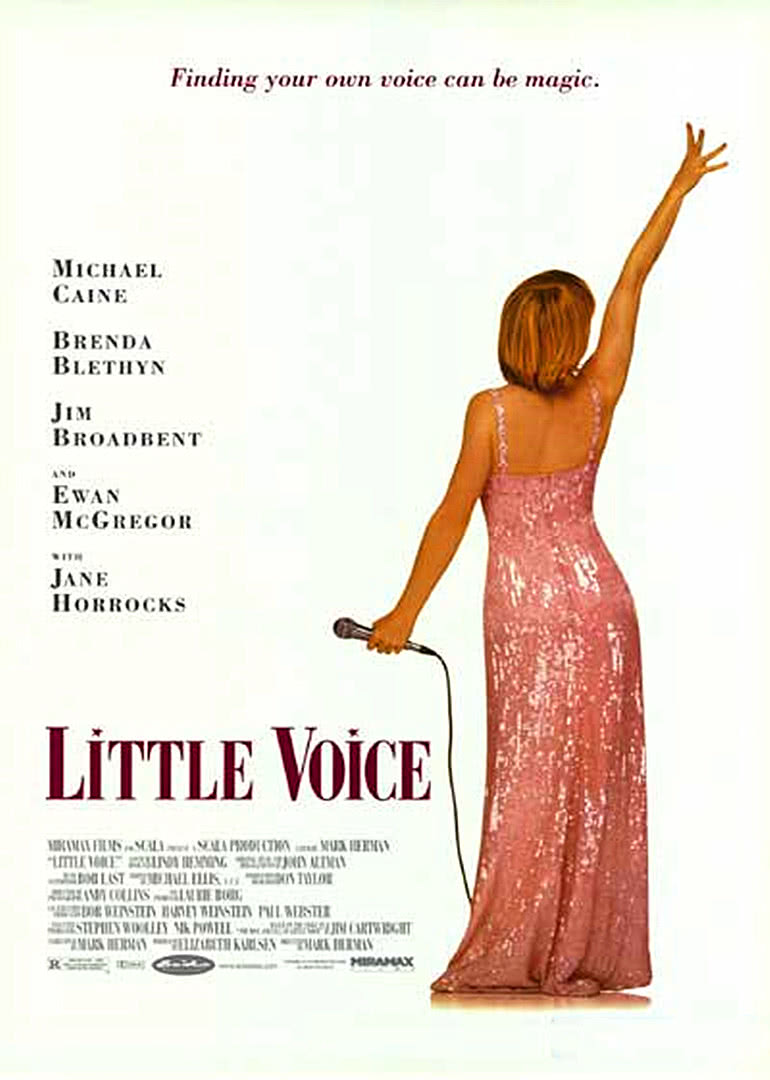 Finding your own voice can be magic.
MICHAEL
CAINE
BRENDA
BLETHYN
JIM
BROADBENT
AND
EWAN
MCGREGOR
WITH
JANE
HORROCKS
LITTLE VOICE
MIRAMAX FILMS SCALA A SCALA PRODUCTION MARK HERMAN
"LITTLE VOICE" LINDY HEMMING JOHN ALTMAN
BOB LAST MICHAEL ELLIS, DON TAYLOR
ANDY COLLINS LAURIE BORG
BOB WEINSTEIN HARVEY WEINSTEIN PAUL WEBSTER
STEPHEN WOOLLEY NIK POWELL JIM CARTWRIGHT
MARK HERMAN ELIZABETH KARLSEN MARK HERMAN
R MIRAMAX